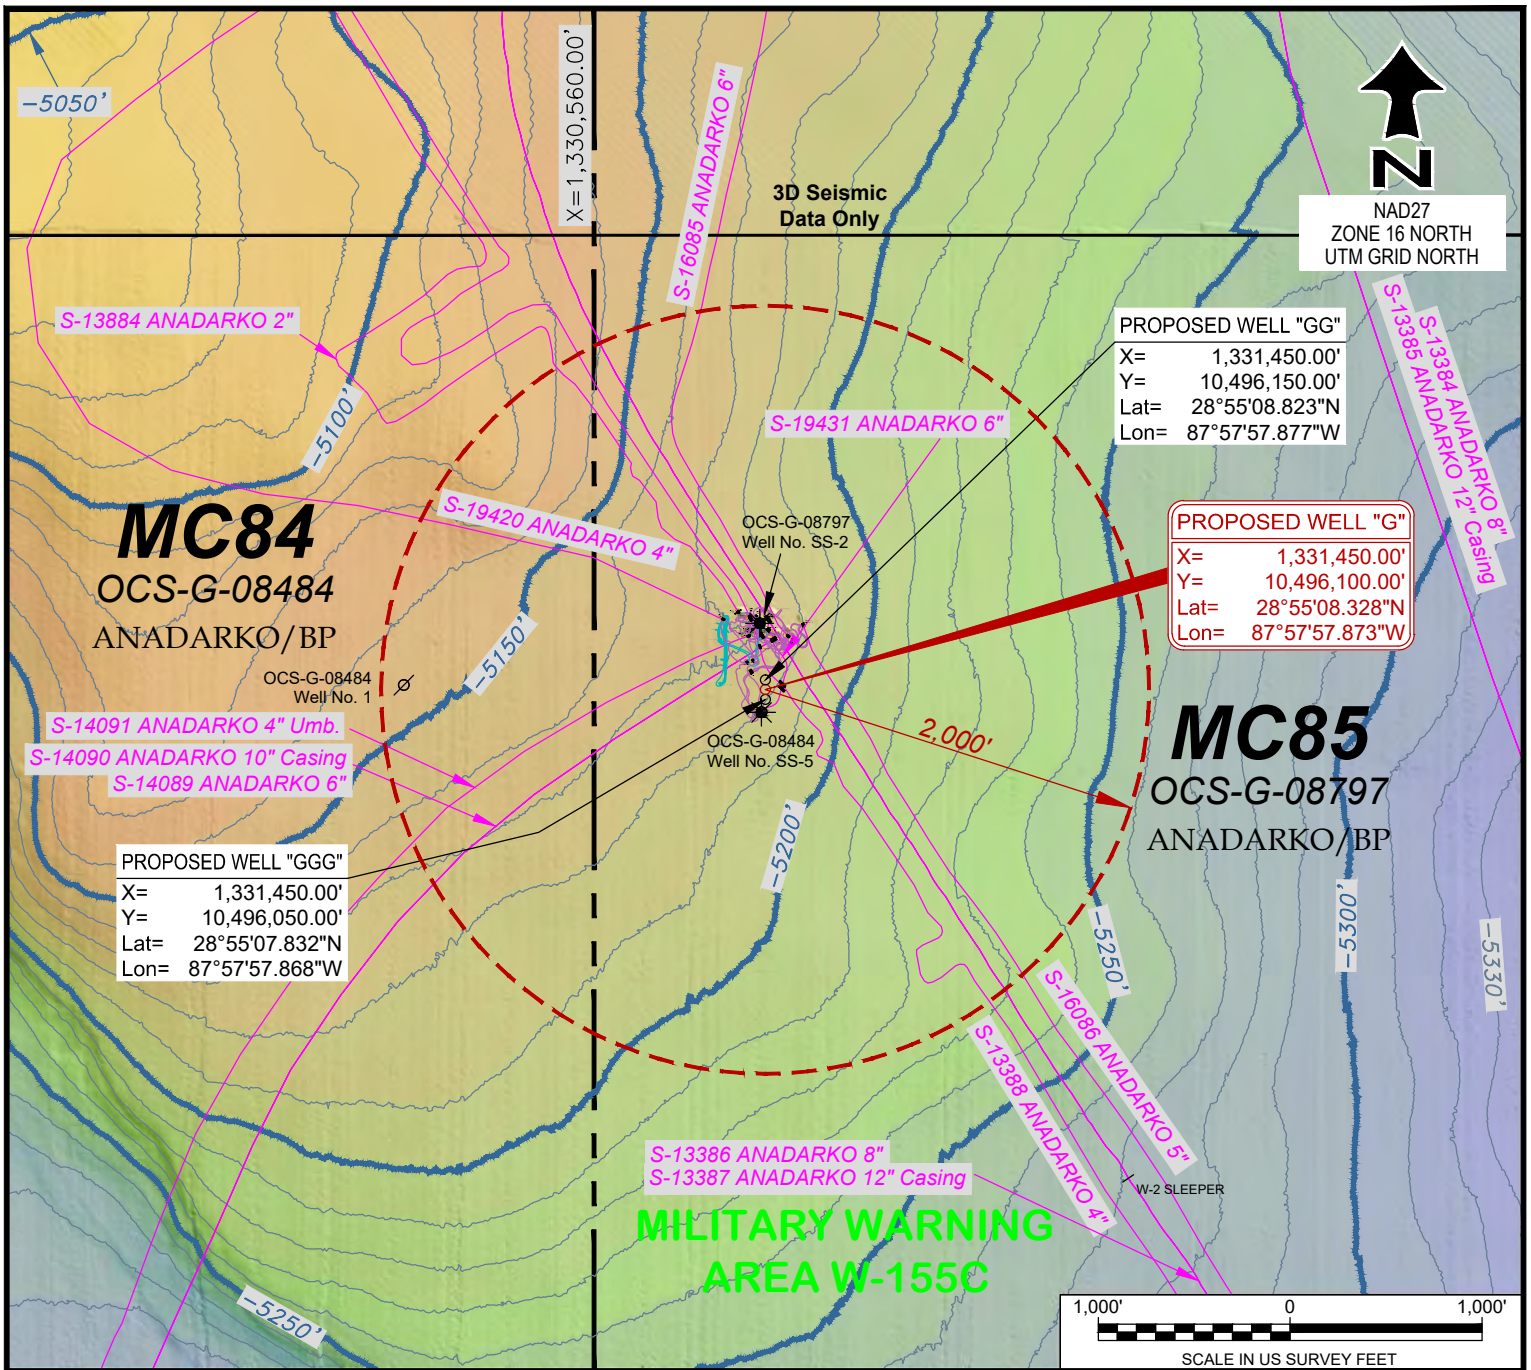 -5050'
X=1,330,560.00'
S-16085 ANADARKO 6"
3D Seismic
Data Only
N
NAD27
ZONE 16 NORTH
UTM GRID NORTH
S-13884 ANADARKO 2"
S-13384 ANADARKO 8"
S-13385 ANADARKO 12" Casing
PROPOSED WELL "GG"
X= 1,331,450.00'
Y= 10,496,150.00'
Lat= 28°55'08.823"N
Lon= 87°57'57.877"W
-5100'
S-19431 ANADARKO 6"
S-19420 ANADARKO 4"
OCS-G-08797
Well No. SS-2
PROPOSED WELL "G"
X= 1,331,450.00'
Y= 10,496,100.00'
Lat= 28°55'08.328"N
Lon= 87°57'57.873"W
MC84
OCS-G-08484
ANADARKO/BP
-5150'
OCS-G-08484
Well No. 1
S-14091 ANADARKO 4" Umb.
S-14090 ANADARKO 10" Casing
S-14089 ANADARKO 6"
OCS-G-08484
Well No. SS-5
2,000'
MC85
OCS-G-08797
ANADARKO/BP
-5200'
PROPOSED WELL "GGG"
X= 1,331,450.00'
Y= 10,496,050.00'
Lat= 28°55'07.832"N
Lon= 87°57'57.868"W
-5250'
-5300'
-5330'
S-16086 ANADARKO 5"
S-13388 ANADARKO 4"
S-13386 ANADARKO 8"
S-13387 ANADARKO 12" Casing
W-2 SLEEPER
MILITARY WARNING
AREA W-155C
-5250'
1,000' 0 1,000'
SCALE IN US SURVEY FEET